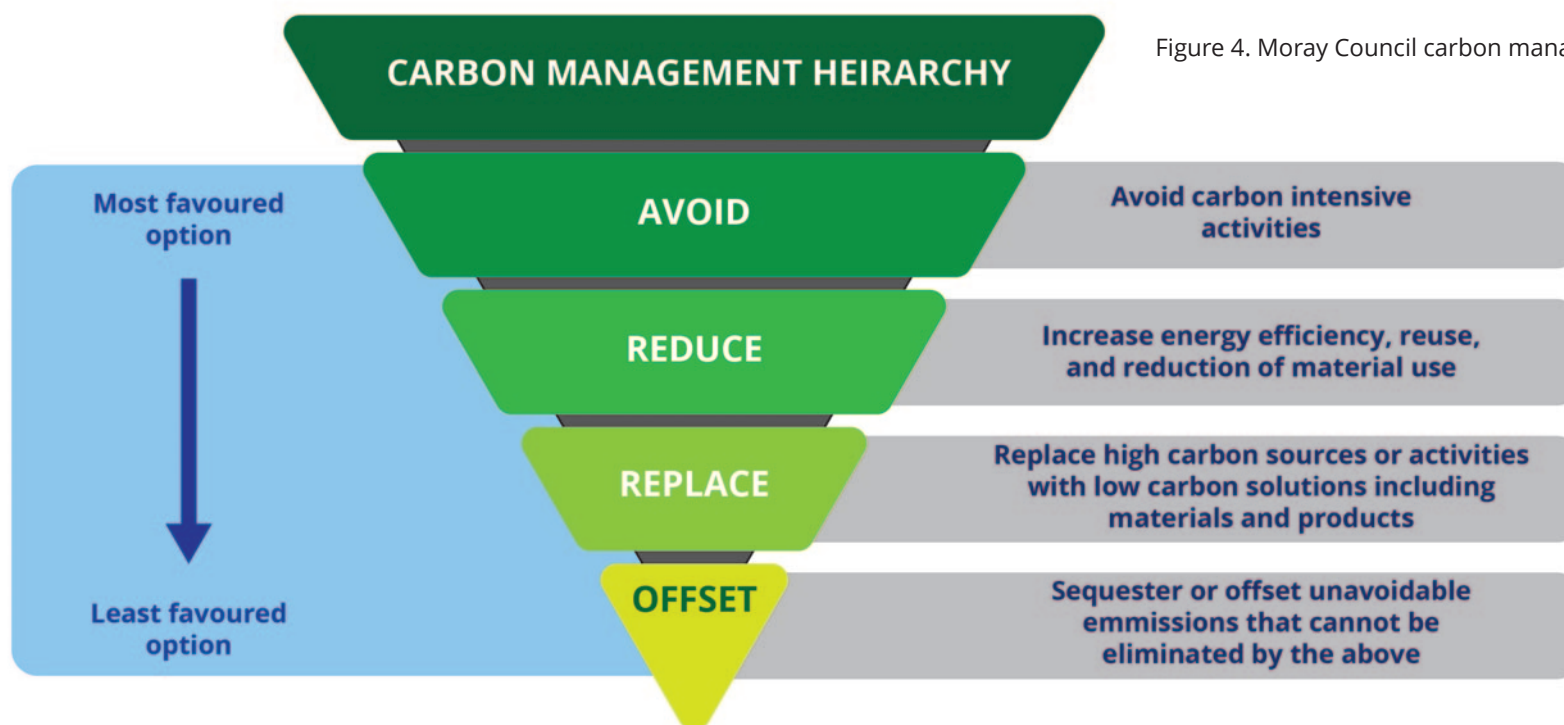 Figure 4. Moray Council carbon mana
CARBON MANAGEMENT HEIRARCHY
Most favoured
option
Least favoured
option
AVOID
Avoid carbon intensive
activities
REDUCE
Increase energy efficiency, reuse,
and reduction of material use
REPLACE
Replace high carbon sources or activities
with low carbon solutions including
materials and products
OFFSET
Sequester or offset unavoidable
emmissions that cannot be
eliminated by the above